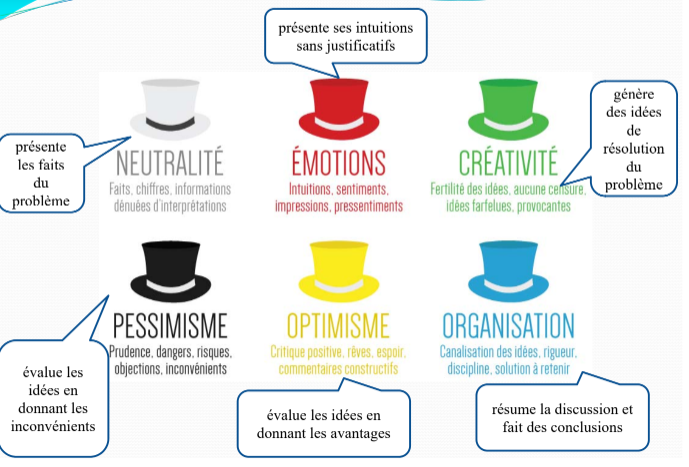 présente ses intuitions
sans justificatifs
présente
les faits
du
problème
NEUTRALITÉ
Faits, chiffres, informations
dénuées d'interprétations
ÉMOTIONS
Intuitions, sentiments,
impressions, pressentiments
CRÉATIVITÉ
Fertilité des idées, aucune censure,
idées farfelues, provocantes
génère
des idées
de
résolution
du
problème
PESSIMISME
Prudence, dangers, risques,
objections, inconvénients
OPTIMISME
Critique positive, rêves, espoir,
commentaires constructifs
ORGANISATION
Canalisation des idées, rigueur,
discipline, solution à retenir
évalue les
idées en
donnant les
inconvénients
évalue les idées en
donnant les avantages
résume la discussion et
fait des conclusions